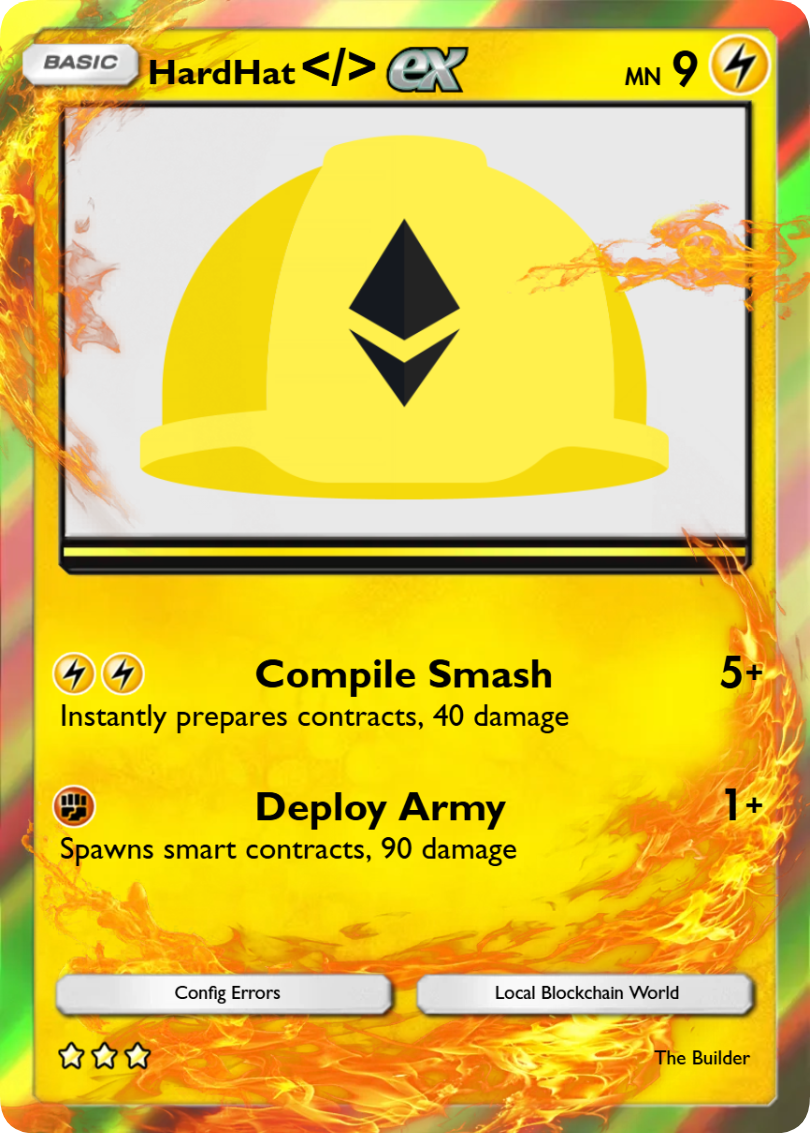 BASIC HardHat </> ex MN 9
Compile Smash 5+
Instantly prepares contracts, 40 damage
Deploy Army 1+
Spawns smart contracts, 90 damage
Config Errors Local Blockchain World
The Builder